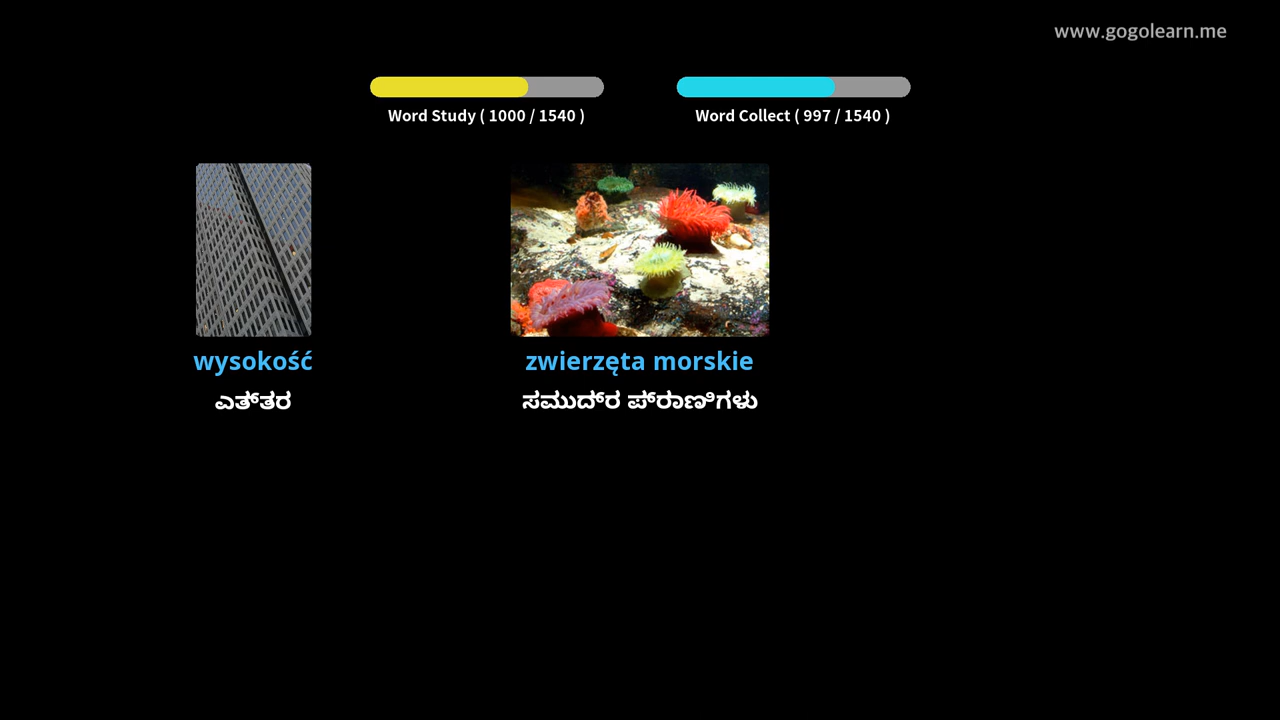 www.gogolearn.me
Word Study ( 1000 / 1540 )
Word Collect ( 997 / 1540 )
wysokość
zwierzęta morskie
ಎತ್ತರ
ಸಮುದ್ರ ಪ್ರಾಣಿಗಳು